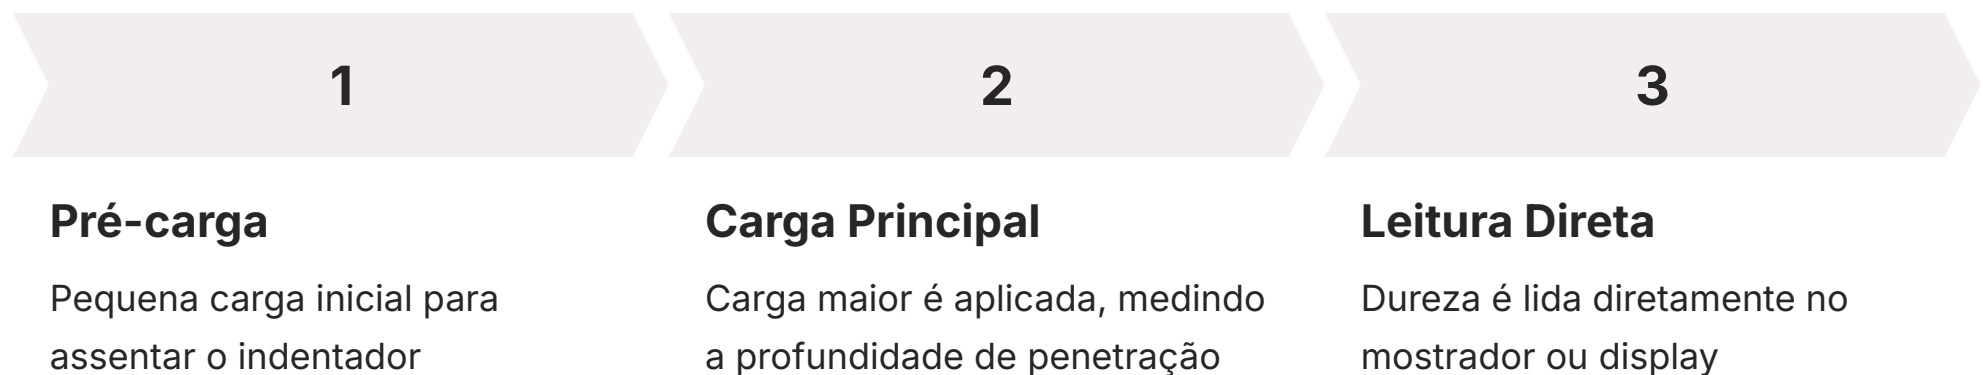 1
2
3
Pré-carga
Pequena carga inicial para
assentar o indentador
Carga Principal
Carga maior é aplicada, medindo
a profundidade de penetração
Leitura Direta
Dureza é lida diretamente no
mostrador ou display